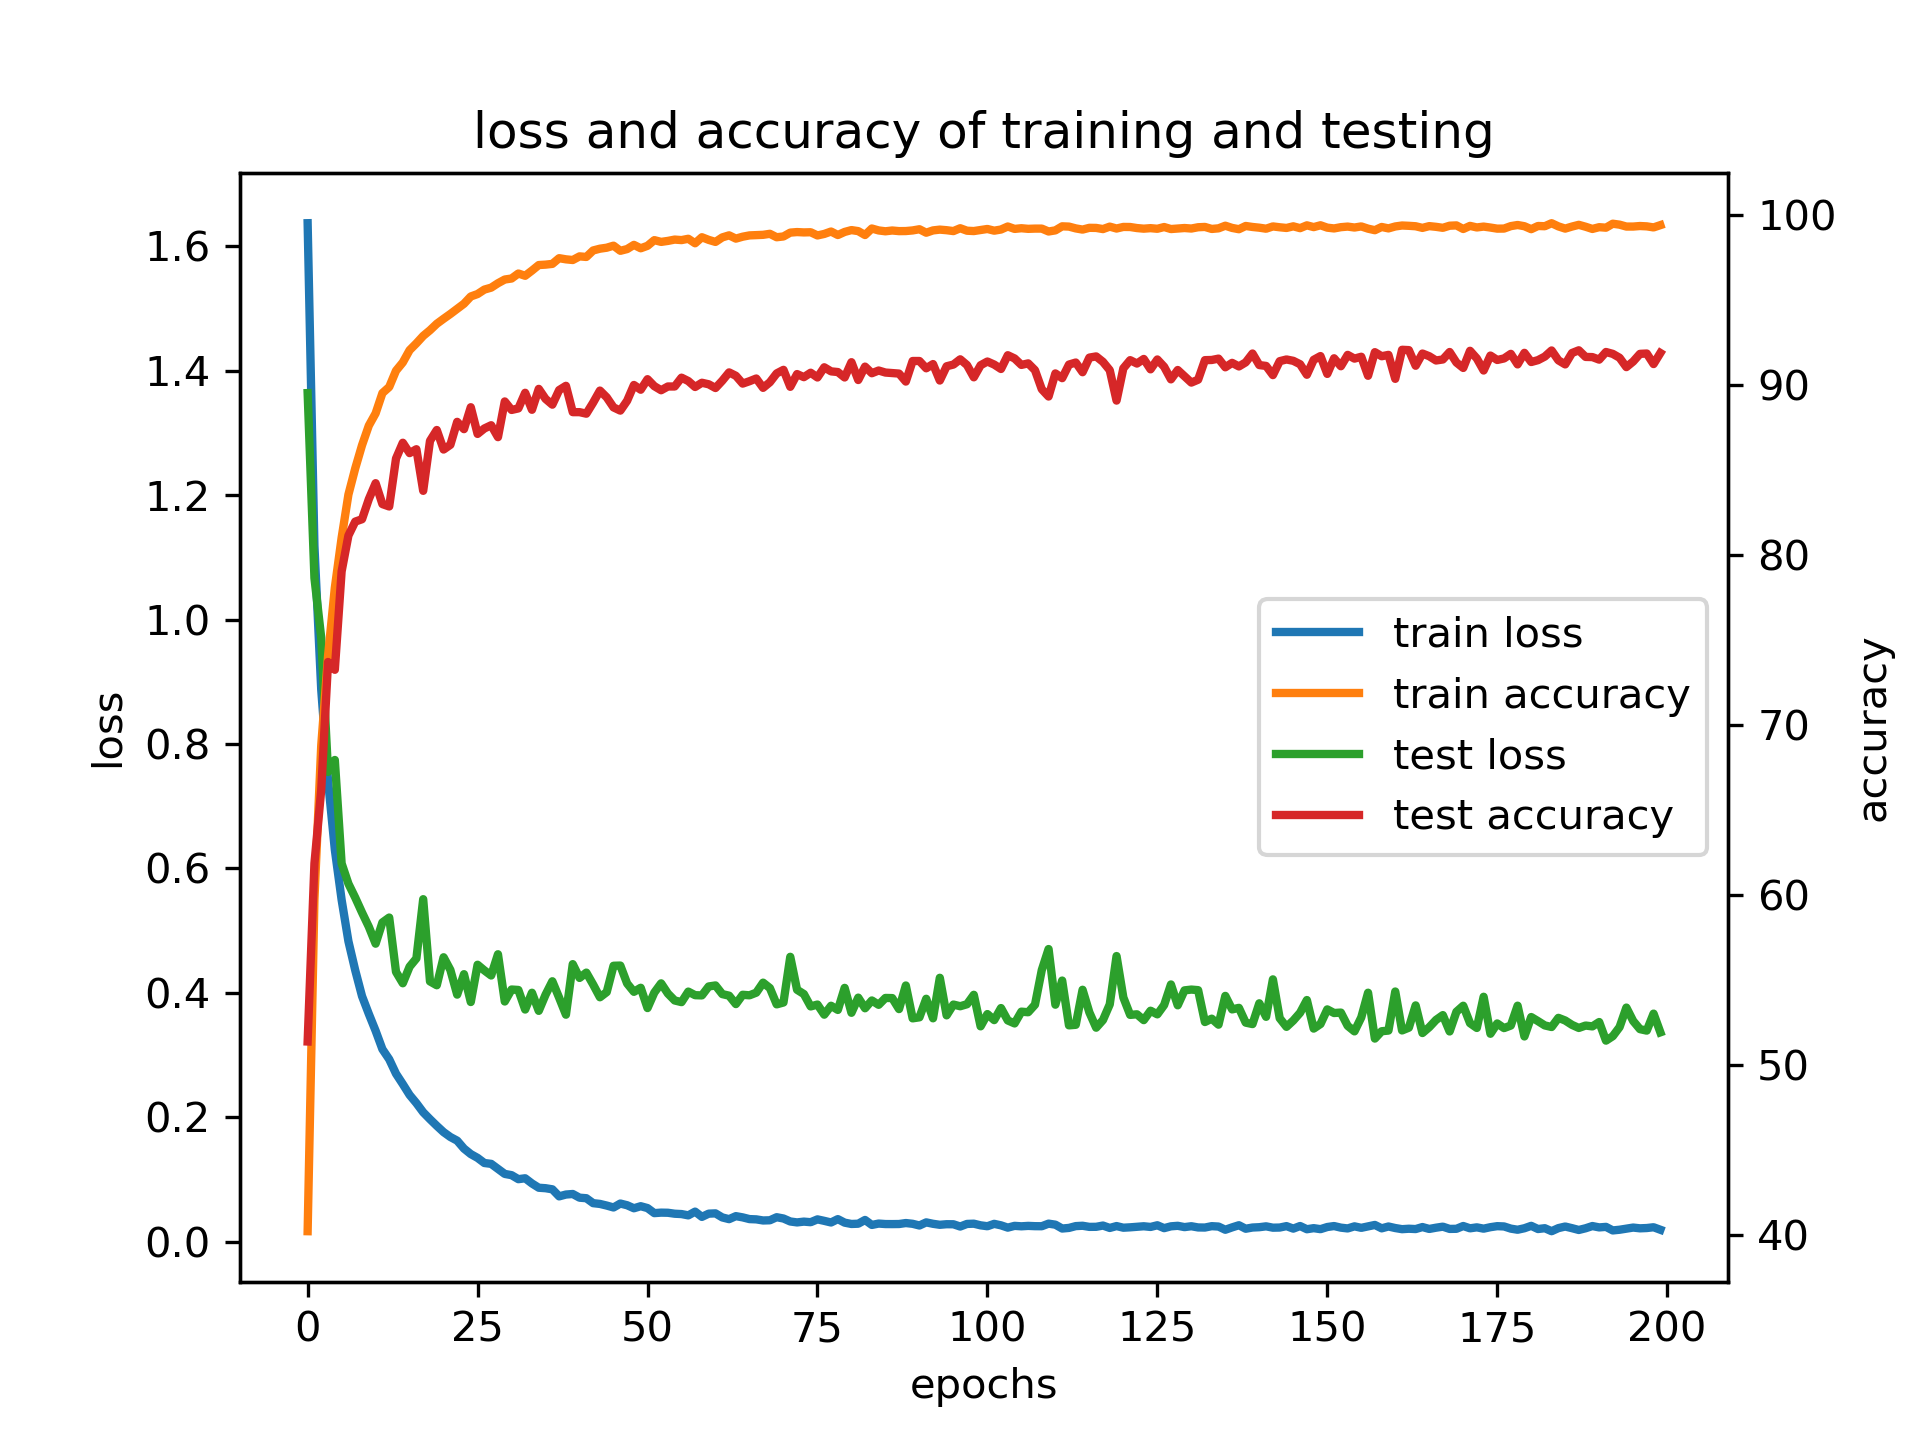 loss and accuracy of training and testing
1.6
1.4
1.2
1.0
0.8
0.6
0.4
0.2
0.0
loss
100
90
80
70
60
50
40
accuracy
train loss
train accuracy
test loss
test accuracy
0 25 50 75 100 125 150 175 200
epochs